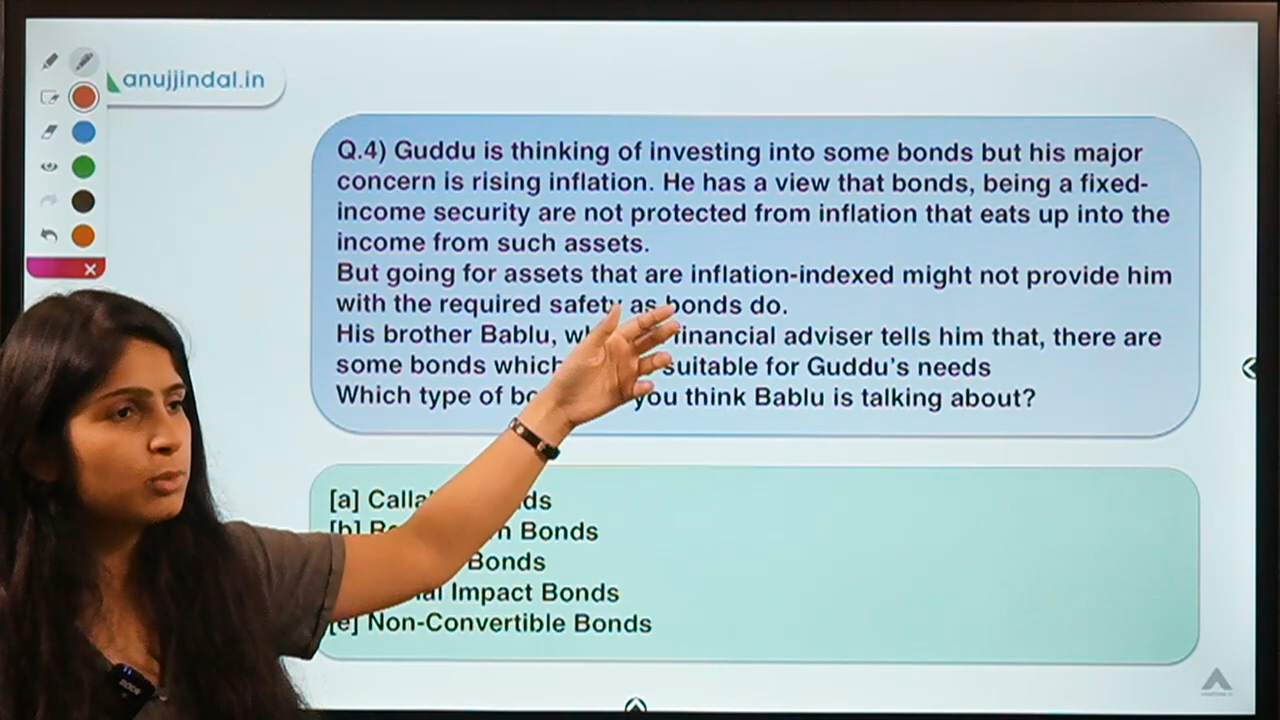 anujjindal.in
Q.4) Guddu is thinking of investing into some bonds but his major
concern is rising inflation. He has a view that bonds, being a fixed-
income security are not protected from inflation that eats up into the
income from such assets.
But going for assets that are inflation-indexed might not provide him
with the required safety as bonds do.
His brother Bablu, financial adviser tells him that, there are
some bonds which suitable for Guddu's needs
Which type of you think Bablu is talking about?
[a]
[b] Bonds
Bonds
Impact Bonds
[e] Non-Convertible Bonds